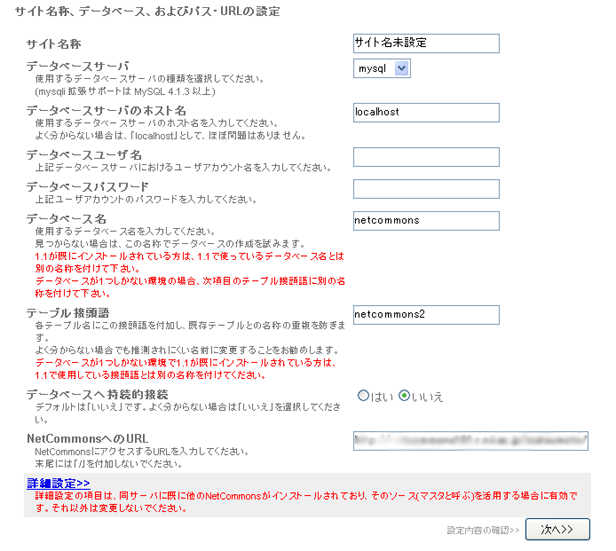 サイト名称、データベース、およびパス・URLの設定
サイト名称
サイト名未設定
データベースサーバ
使用するデータベースサーバの種類を選択してください。
(mysqli 拡張サポートは MySQL 4.1.3 以上)
mysql
データベースサーバのホスト名
使用するデータベースサーバのホスト名を入力してください。
よく分からない場合は、「localhost」として、ほぼ問題はありません。
localhost
データベースユーザ名
上記データベースサーバにおけるユーザアカウント名を入力してください。
データベースパスワード
上記ユーザアカウントのパスワードを入力してください。
データベース名
使用するデータベース名を入力してください。
見つからない場合は、この名称でデータベースの作成を試みます。
1.1が既にインストールされている方は、1.1で使っているデータベース名とは
別の名称を付けて下さい。
データベースが1つしかない環境の場合、次項目のテーブル接頭語に別の名
称を付けて下さい。
netcommons
テーブル接頭語
各テーブル名にこの接頭語を付加し、既存テーブルとの名称の重複を防ぎま
す。
よく分からない場合でも推測されにくい名前に変更することをお勧めします。
データベースが1つしかない環境で1.1が既にインストールされている方は、
1.1で使用している接頭語とは別の名称を付けてください。
netcommons2
データベースへ持続的接続
デフォルトは「いいえ」です。よく分からない場合は「いいえ」を選択してくださ
い。
はい いいえ
NetCommonsへのURL
NetCommonsにアクセスするURLを入力してください。
末尾には「/」を付加しないでください。
詳細設定>>
詳細設定の項目は、同サーバに既に他のNetCommonsがインストールされており、そのソース(マスタと呼ぶ)を活用する場合に有効で
す。それ以外は変更しないでください。
設定内容の確認>>
次へ>>